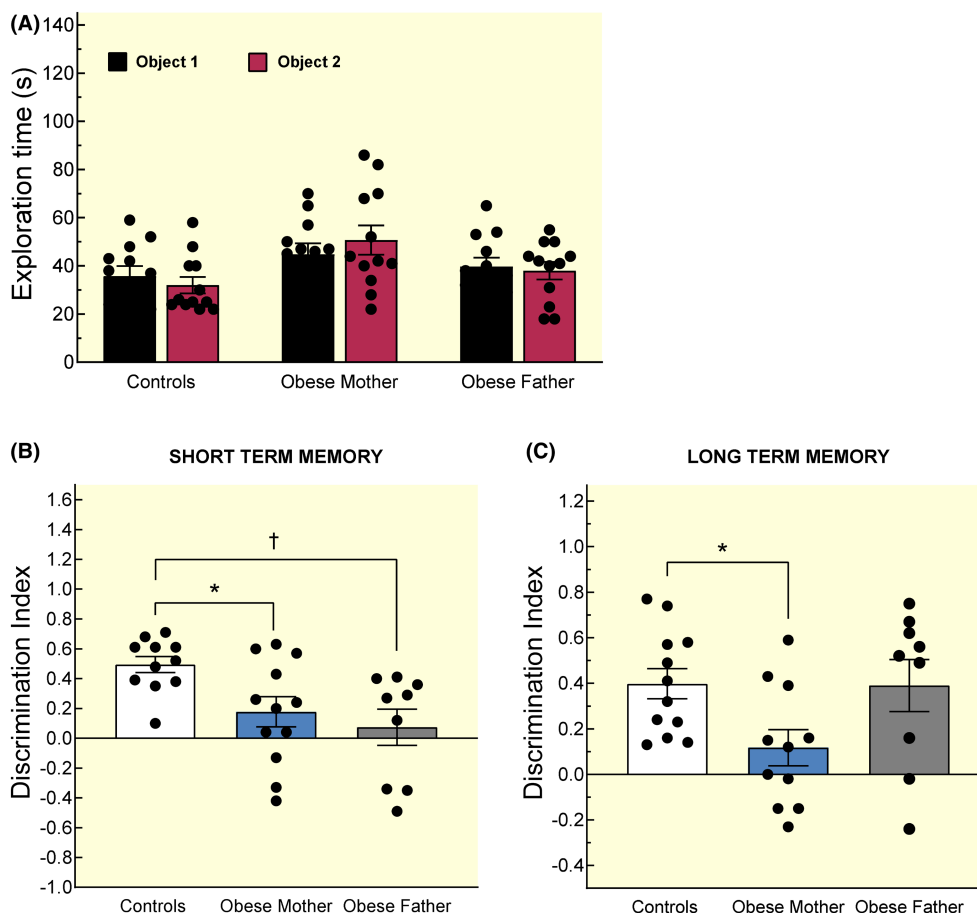 (A)
Exploration time (s)
140
120
100
80
60
40
20
0
Object 1 Object 2
Controls Obese Mother Obese Father
(B)
SHORT TERM MEMORY
Discrimination Index
1.6
1.4
1.2
1.0
0.8
0.6
0.4
0.2
0.0
-0.2
-0.4
-0.6
-0.8
-1.0
†
*
Controls Obese Mother Obese Father
(C)
LONG TERM MEMORY
Discrimination Index
1.2
1.0
0.8
0.6
0.4
0.2
0.0
-0.2
-0.4
*
Controls Obese Mother Obese Father